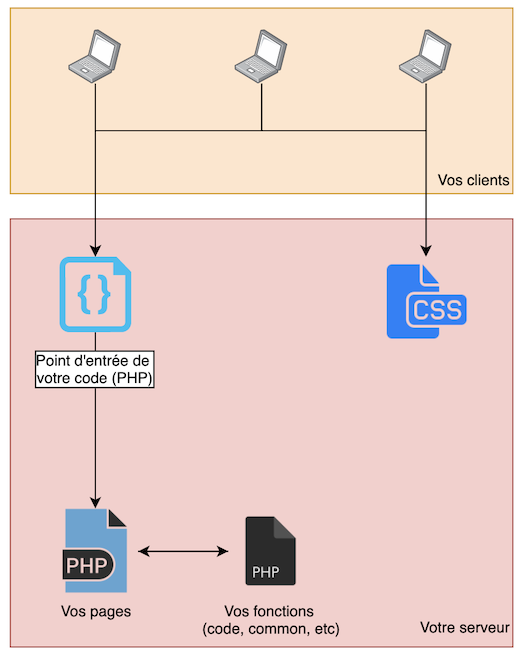 Vos clients
{}
CSS
Point d'entrée de
votre code (PHP)
PHP
PHP
Vos pages
Vos fonctions
(code, common, etc)
Votre serveur